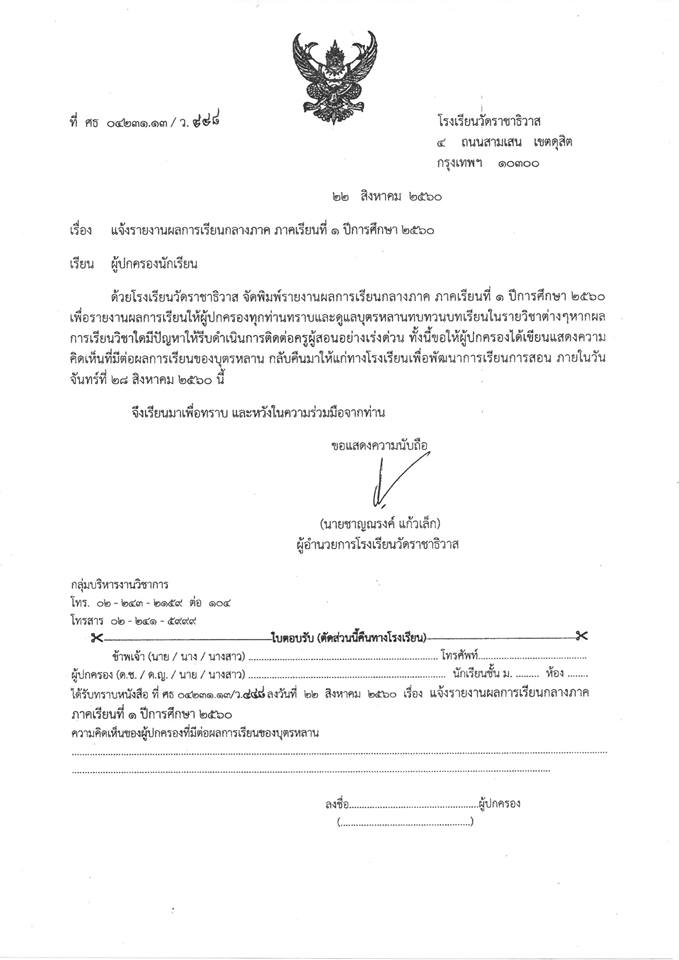 ที่ ศธ ๐๔๒๓๑.๑๓ / ว. ๙๙๘
โรงเรียนวัดราชาธิวาส
๔ ถนนสามเสน เขตดุสิต
กรุงเทพฯ ๑๐๓๐๐
๒๒ สิงหาคม ๒๕๖๐
เรื่อง แจ้งรายงานผลการเรียนกลางภาค ภาคเรียนที่ ๑ ปีการศึกษา ๒๕๖๐
เรียน ผู้ปกครองนักเรียน
ด้วยโรงเรียนวัดราชาธิวาส จัดพิมพ์รายงานผลการเรียนกลางภาค ภาคเรียนที่ ๑ ปีการศึกษา ๒๕๖๐
เพื่อรายงานผลการเรียนให้ผู้ปกครองทุกท่านทราบและดูแลบุตรหลานทบทวนบทเรียนในรายวิชาต่างๆหากผล
การเรียนวิชาใดมีปัญหาให้รีบดำเนินการติดต่อครูผู้สอนอย่างเร่งด่วน ทั้งนี้ขอให้ผู้ปกครองได้เขียนแสดงความ
คิดเห็นที่มีต่อผลการเรียนของบุตรหลาน กลับคืนมาให้แก่ทางโรงเรียนเพื่อพัฒนาการเรียนการสอน ภายในวัน
จันทร์ที่ ๒๘ สิงหาคม ๒๕๖๐ นี้
จึงเรียนมาเพื่อทราบ และหวังในความร่วมมือจากท่าน
ขอแสดงความนับถือ
(นายชาญณรงค์ แก้วเล็ก)
ผู้อำนวยการโรงเรียนวัดราชาธิวาส
กลุ่มบริหารงานวิชาการ
โทร. ๐๒ - ๒๔๓ - ๒๑๕๙ ต่อ ๑๐๔
โทรสาร ๐๒ - ๒๔๑ - ๕๙๙๙
ใบตอบรับ (ตัดส่วนนี้คืนทางโรงเรียน)
ข้าพเจ้า (นาย / นาง / นางสาว) ........................................ โทรศัพท์........................
ผู้ปกครอง (ด.ช. / ด.ญ. / นาย / นางสาว) ........................................ นักเรียนชั้น ม. ........ ห้อง .......
ได้รับทราบหนังสือ ที่ ศธ ๐๔๒๓๑.๑๓/ว.๙๙๘ ลงวันที่ ๒๒ สิงหาคม ๒๕๖๐ เรื่อง แจ้งรายงานผลการเรียนกลางภาค
ภาคเรียนที่ ๑ ปีการศึกษา ๒๕๖๐
ความคิดเห็นของผู้ปกครองที่มีต่อผลการเรียนของบุตรหลาน
ลงชื่อ........................................ผู้ปกครอง
(........................................)